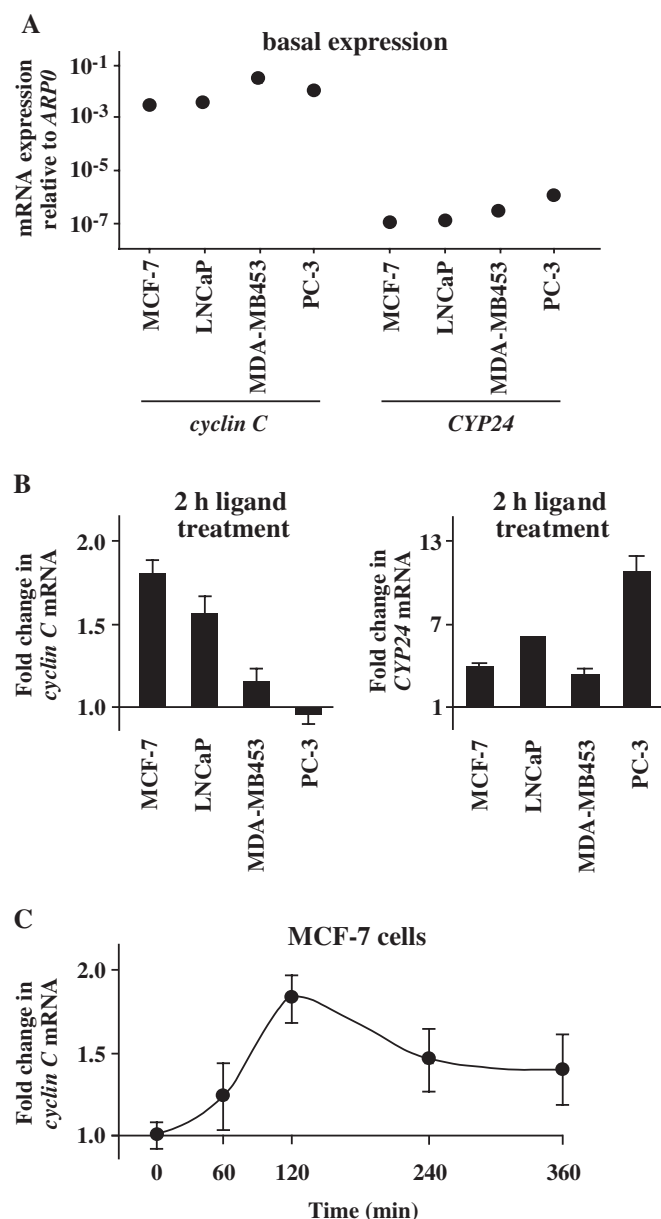 A
basal expression
mRNA expression
relative to ARP0
10⁻¹
10⁻³
10⁻⁵
10⁻⁷
MCF-7
LNCaP
MDA-MB453
PC-3
MCF-7
LNCaP
MDA-MB453
PC-3
cyclin C
CYP24
B
2 h ligand
treatment
Fold change in
cyclin C mRNA
2.0
1.5
1.0
MCF-7
LNCaP
MDA-MB453
PC-3
2 h ligand
treatment
Fold change in
CYP24 mRNA
13
7
1
MCF-7
LNCaP
MDA-MB453
PC-3
C
MCF-7 cells
Fold change in
cyclin C mRNA
2.0
1.5
1.0
0 60 120 240 360
Time (min)